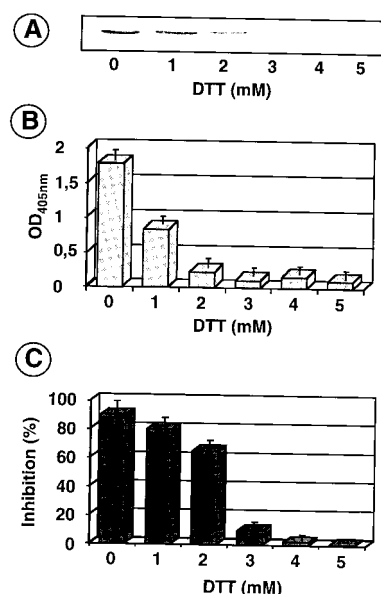 A
0 1 2 3 4 5
DTT (mM)
B
2
1,5
1
0,5
0
OD405nm
0 1 2 3 4 5
DTT (mM)
C
100
80
60
40
20
0
Inhibition (%)
0 1 2 3 4 5
DTT (mM)